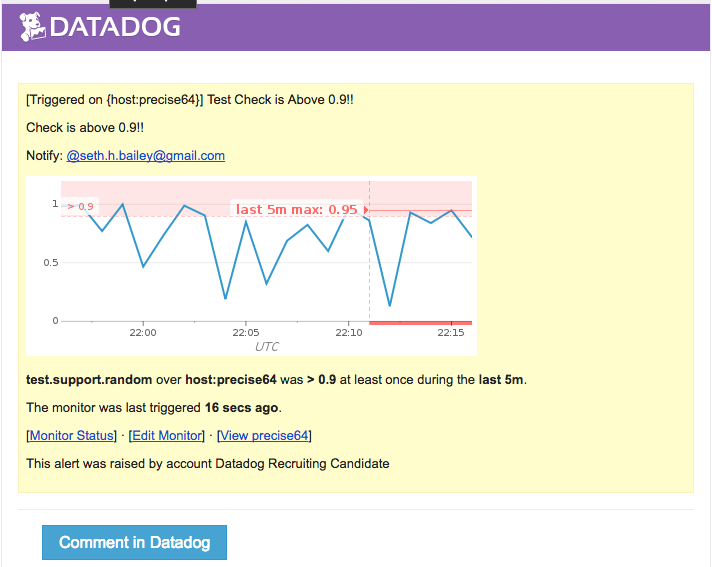 DATADOG
[Triggered on {host:precise64}] Test Check is Above 0.9!!
Check is above 0.9!!
Notify: @seth.h.bailey@gmail.com
1
> 0.9
last 5m max: 0.95
0.5
0
22:00 22:05 22:10 22:15
UTC
test.support.random over host:precise64 was > 0.9 at least once during the last 5m.
The monitor was last triggered 16 secs ago.
[Monitor Status] · [Edit Monitor] · [View precise64]
This alert was raised by account Datadog Recruiting Candidate
Comment in Datadog